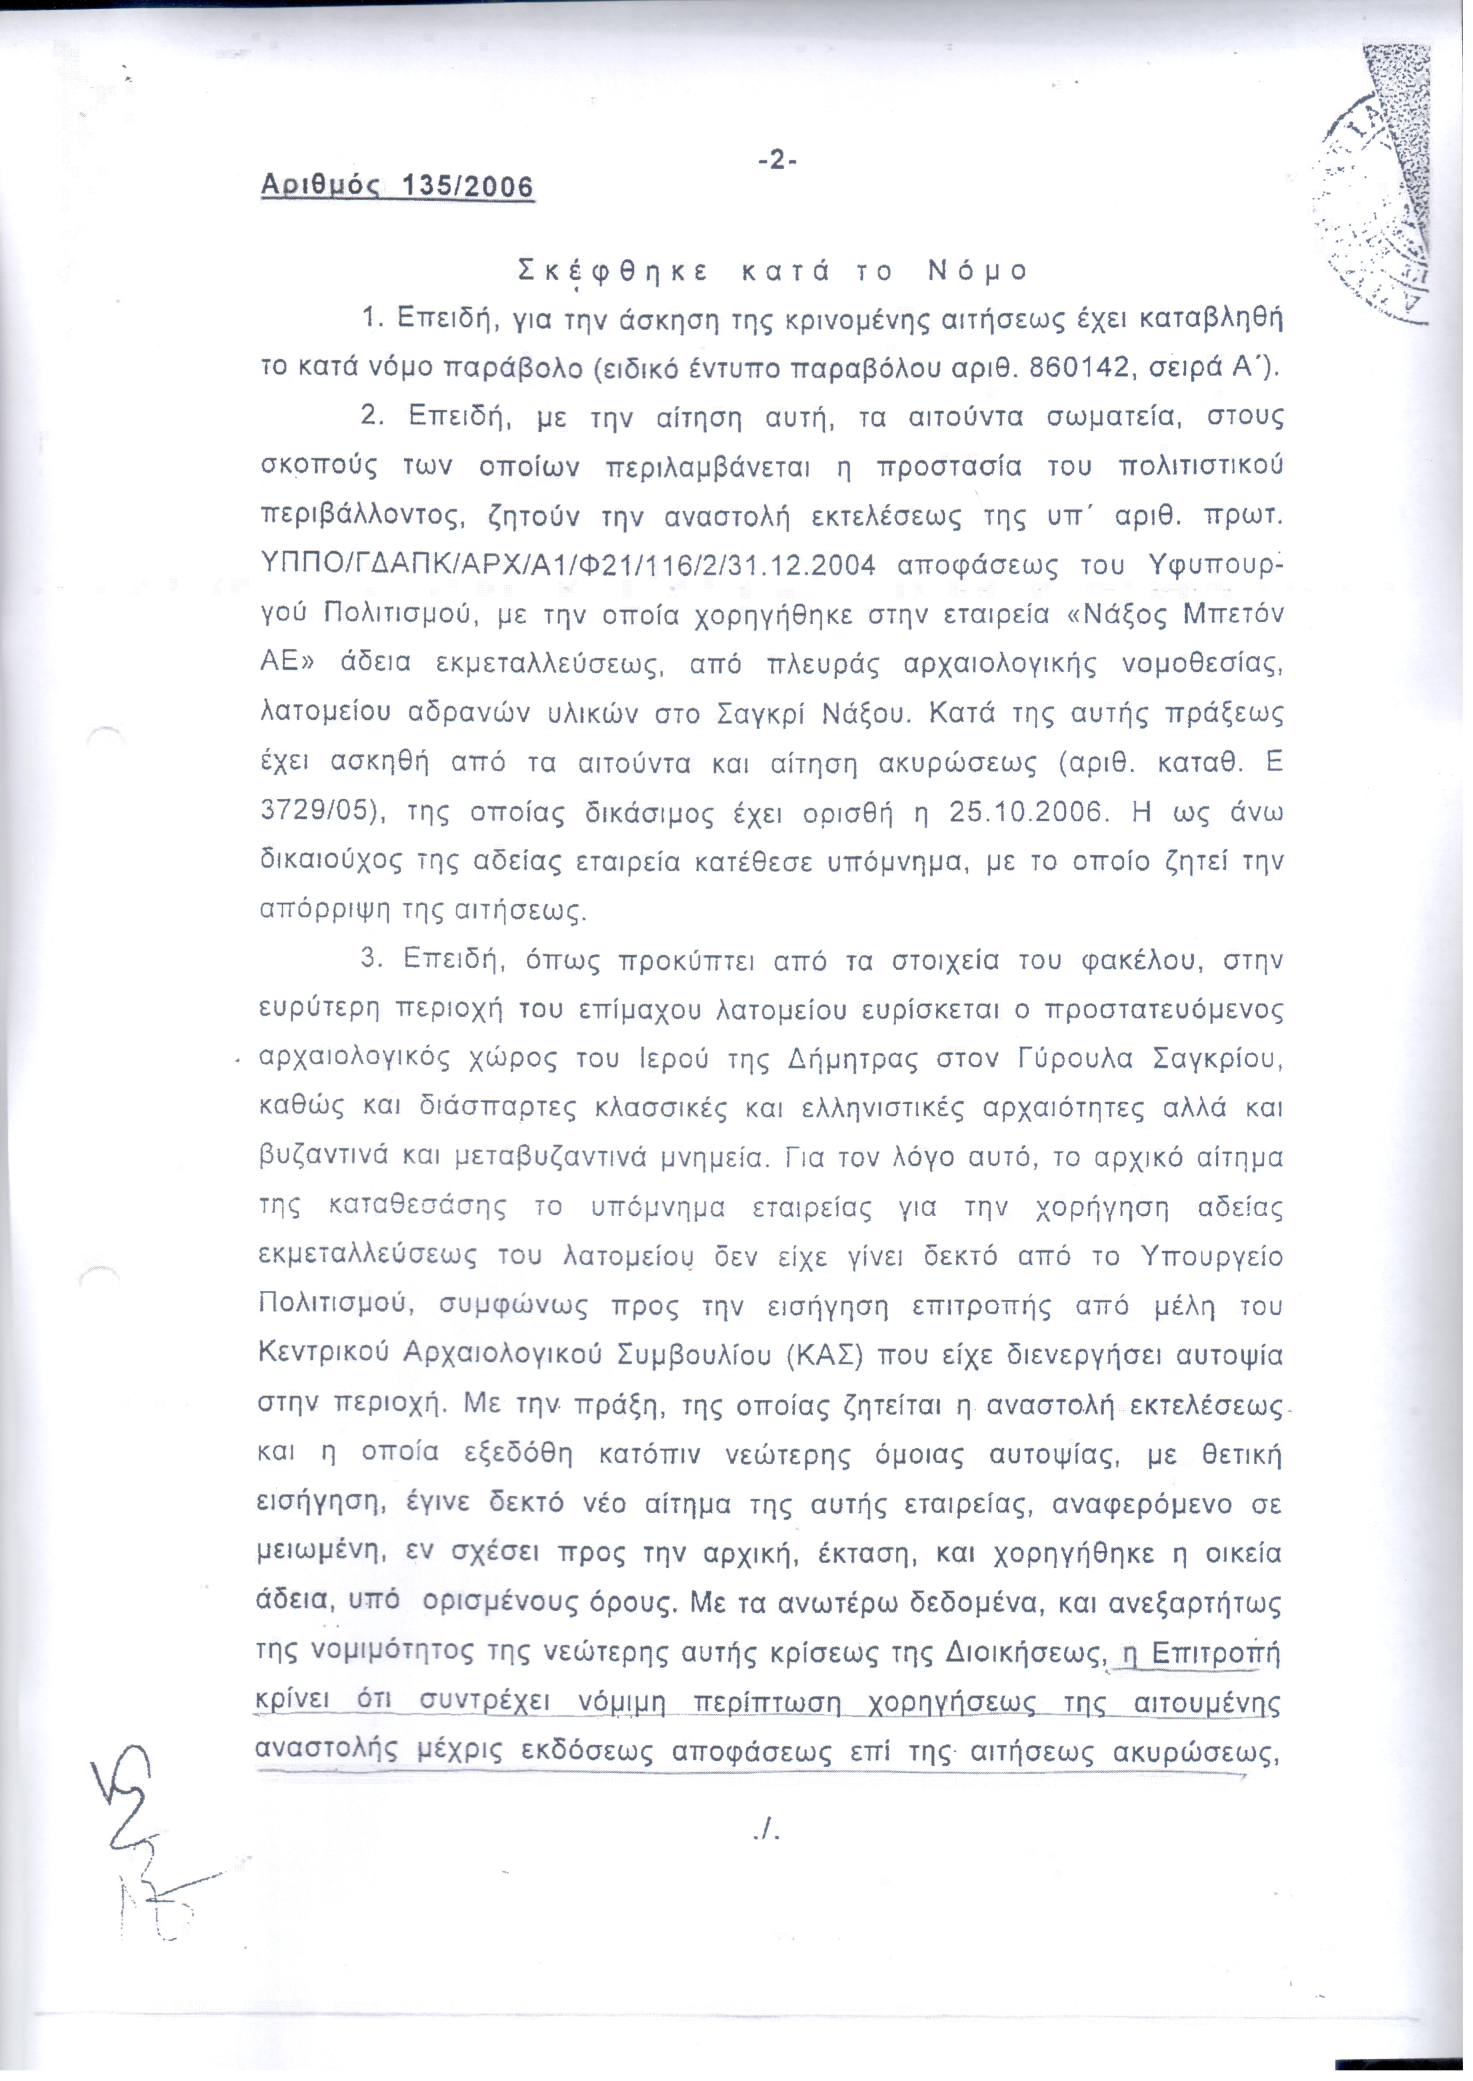 -2-
Αριθμός 135/2006
Σκέφθηκε κατά το Νόμο
1. Επειδή, για την άσκηση της κρινομένης αιτήσεως έχει καταβληθή
το κατά νόμο παράβολο (ειδικό έντυπο παραβόλου αριθ. 860142, σειρά Α΄).
2. Επειδή, με την αίτηση αυτή, τα αιτούντα σωματεία, στους
σκοπούς των οποίων περιλαμβάνεται η προστασία του πολιτιστικού
περιβάλλοντος, ζητούν την αναστολή εκτελέσεως της υπ΄ αριθ. πρωτ.
ΥΠΠΟ/ΓΔΑΠΚ/ΑΡΧ/Α1/Φ21/116/2/31.12.2004 αποφάσεως του Υφυπουρ-
γού Πολιτισμού, με την οποία χορηγήθηκε στην εταιρεία «Νάξος Μπετόν
ΑΕ» άδεια εκμεταλλεύσεως, από πλευράς αρχαιολογικής νομοθεσίας,
λατομείου αδρανών υλικών στο Σαγκρί Νάξου. Κατά της αυτής πράξεως
έχει ασκηθή από τα αιτούντα και αίτηση ακυρώσεως (αριθ. καταθ. Ε
3729/05), της οποίας δικάσιμος έχει ορισθή η 25.10.2006. Η ως άνω
δικαιούχος της αδείας εταιρεία κατέθεσε υπόμνημα, με το οποίο ζητεί την
απόρριψη της αιτήσεως.
3. Επειδή, όπως προκύπτει από τα στοιχεία του φακέλου, στην
ευρύτερη περιοχή του επίμαχου λατομείου ευρίσκεται ο προστατευόμενος
αρχαιολογικός χώρος του Ιερού της Δήμητρας στον Γύρουλα Σαγκρίου,
καθώς και διάσπαρτες κλασσικές και ελληνιστικές αρχαιότητες αλλά και
βυζαντινά και μεταβυζαντινά μνημεία. Για τον λόγο αυτό, το αρχικό αίτημα
της καταθεσάσης το υπόμνημα εταιρείας για την χορήγηση αδείας
εκμεταλλεύσεως του λατομείου δεν είχε γίνει δεκτό από το Υπουργείο
Πολιτισμού, συμφώνως προς την εισήγηση επιτροπής από μέλη του
Κεντρικού Αρχαιολογικού Συμβουλίου (ΚΑΣ) που είχε διενεργήσει αυτοψία
στην περιοχή. Με την πράξη, της οποίας ζητείται η αναστολή εκτελέσεως
και η οποία εξεδόθη κατόπιν νεώτερης όμοιας αυτοψίας, με θετική
εισήγηση, έγινε δεκτό νέο αίτημα της αυτής εταιρείας, αναφερόμενο σε
μειωμένη, εν σχέσει προς την αρχική, έκταση, και χορηγήθηκε η οικεία
άδεια, υπό ορισμένους όρους. Με τα ανωτέρω δεδομένα, και ανεξαρτήτως
της νομιμότητος της νεώτερης αυτής κρίσεως της Διοικήσεως, η Επιτροπή
κρίνει ότι συντρέχει νόμιμη περίπτωση χορηγήσεως της αιτουμένης
αναστολής μέχρις εκδόσεως αποφάσεως επί της αιτήσεως ακυρώσεως,
./.